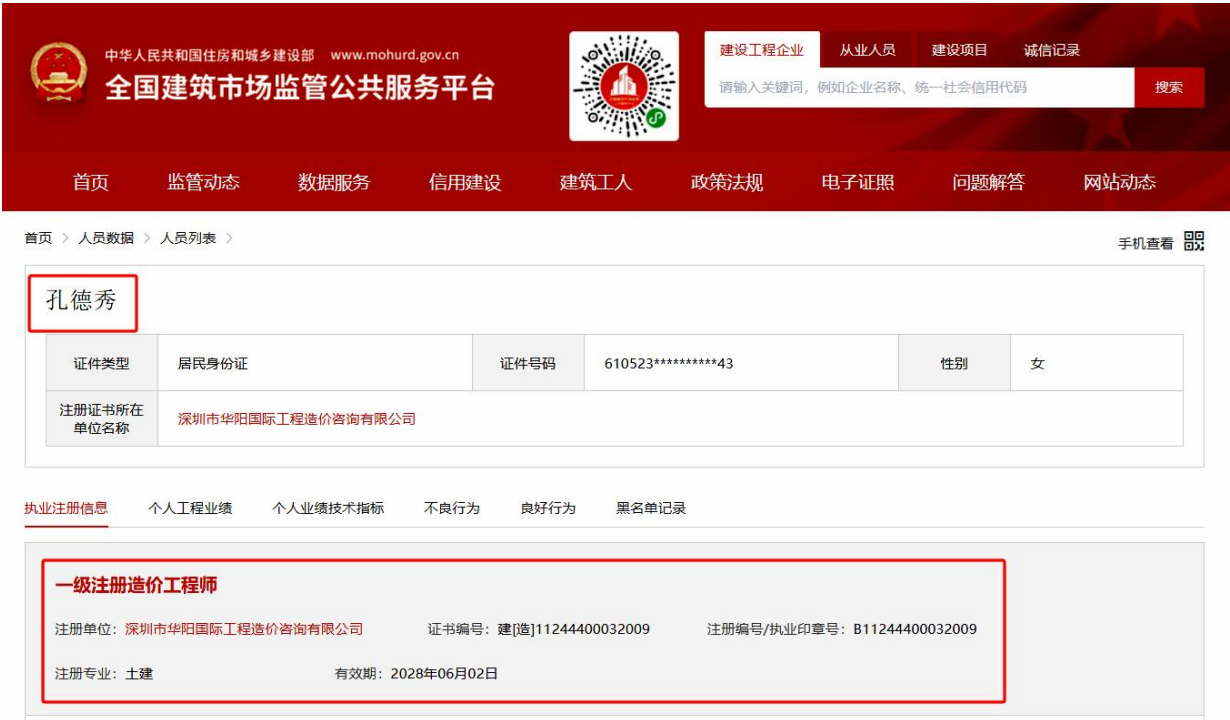 中华人民共和国住房和城乡建设部 www.mohurd.gov.cn
全国建筑市场监管公共服务平台
建设工程企业 从业人员 建设项目 诚信记录
请输入关键词，例如企业名称、统一社会信用代码 搜索
首页 监管动态 数据服务 信用建设 建筑工人 政策法规 电子证照 问题解答 网站动态
首页 > 人员数据 > 人员列表 >
手机查看
孔德秀
证件类型 居民身份证 证件号码 610523**********43 性别 女
注册证书所在
单位名称
深圳市华阳国际工程造价咨询有限公司
执业注册信息 个人工程业绩 个人业绩技术指标 不良行为 良好行为 黑名单记录
一级注册造价工程师
注册单位：深圳市华阳国际工程造价咨询有限公司 证书编号：建[造]11244400032009 注册编号/执业印章号：B11244400032009
注册专业：土建 有效期：2028年06月02日